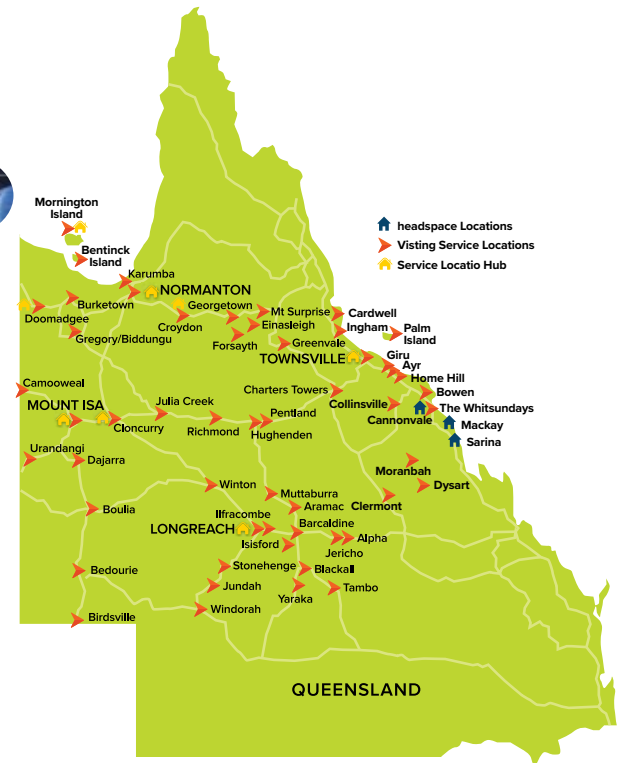 Mornington
Island
Bentinck
Island
headspace Locations
Visting Service Locations
Service Locatio Hub
Karumba
NORMANTON
Burketown
Doomadgee
Gregory/Biddungu
Georgetown
Croydon
Mt Surprise
Einasleigh
Forsayth
Greenvale
Cardwell
Ingham
Palm
Island
TOWNSVILLE
Giru
Ayr
Home Hill
Bowen
The Whitsundays
Cannonvale
Mackay
Sarina
Camooweal
MOUNT ISA
Cloncurry
Julia Creek
Richmond
Hughenden
Pentland
Charters Towers
Collinsville
Urandangi
Dajarra
Winton
Muttaburra
Aramac
Moranbah
Dysart
Clermont
Boulia
Ilfracombe
LONGREACH
Isisford
Barcaldine
Alpha
Jericho
Bedourie
Stonehenge
Blackall
Jundah
Yaraka
Tambo
Windorah
Birdsville
QUEENSLAND